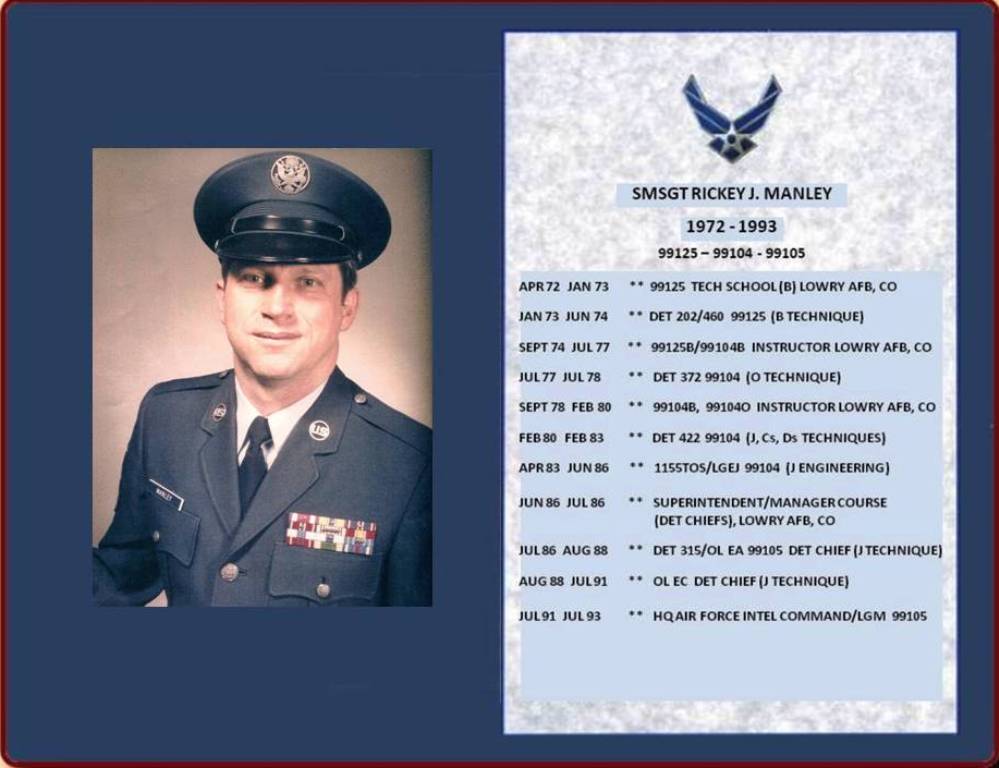 MANLEY
SMSGT RICKEY J. MANLEY
1972 - 1993
99125 – 99104 - 99105
APR 72 JAN 73 ** 99125 TECH SCHOOL (B) LOWRY AFB, CO
JAN 73 JUN 74 ** DET 202/460 99125 (B TECHNIQUE)
SEPT 74 JUL 77 ** 99125B/99104B INSTRUCTOR LOWRY AFB, CO
JUL 77 JUL 78 ** DET 372 99104 (O TECHNIQUE)
SEPT 78 FEB 80 ** 99104B, 99104O INSTRUCTOR LOWRY AFB, CO
FEB 80 FEB 83 ** DET 422 99104 (J, Cs, Ds TECHNIQUES)
APR 83 JUN 86 ** 1155TOS/LGEJ 99104 (J ENGINEERING)
JUN 86 JUL 86 ** SUPERINTENDENT/MANAGER COURSE
(DET CHIEFS), LOWRY AFB, CO
JUL 86 AUG 88 ** DET 315/OL EA 99105 DET CHIEF (J TECHNIQUE)
AUG 88 JUL 91 ** OL EC DET CHIEF (J TECHNIQUE)
JUL 91 JUL 93 ** HQ AIR FORCE INTEL COMMAND/LGM 99105